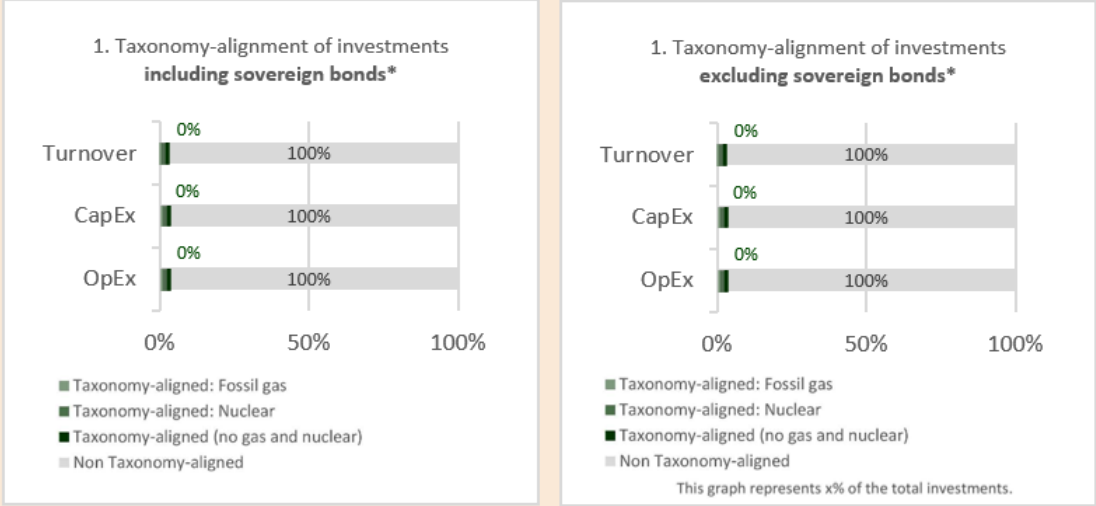 1. Taxonomy-alignment of investments
including sovereign bonds*
0%
Turnover 100%
0%
CapEx 100%
0%
OpEx 100%
0% 50% 100%
Taxonomy-aligned: Fossil gas
Taxonomy-aligned: Nuclear
Taxonomy-aligned (no gas and nuclear)
Non Taxonomy-aligned
1. Taxonomy-alignment of investments
excluding sovereign bonds*
0%
Turnover 100%
0%
CapEx 100%
0%
OpEx 100%
0% 50% 100%
Taxonomy-aligned: Fossil gas
Taxonomy-aligned: Nuclear
Taxonomy-aligned (no gas and nuclear)
Non Taxonomy-aligned
This graph represents x% of the total investments.